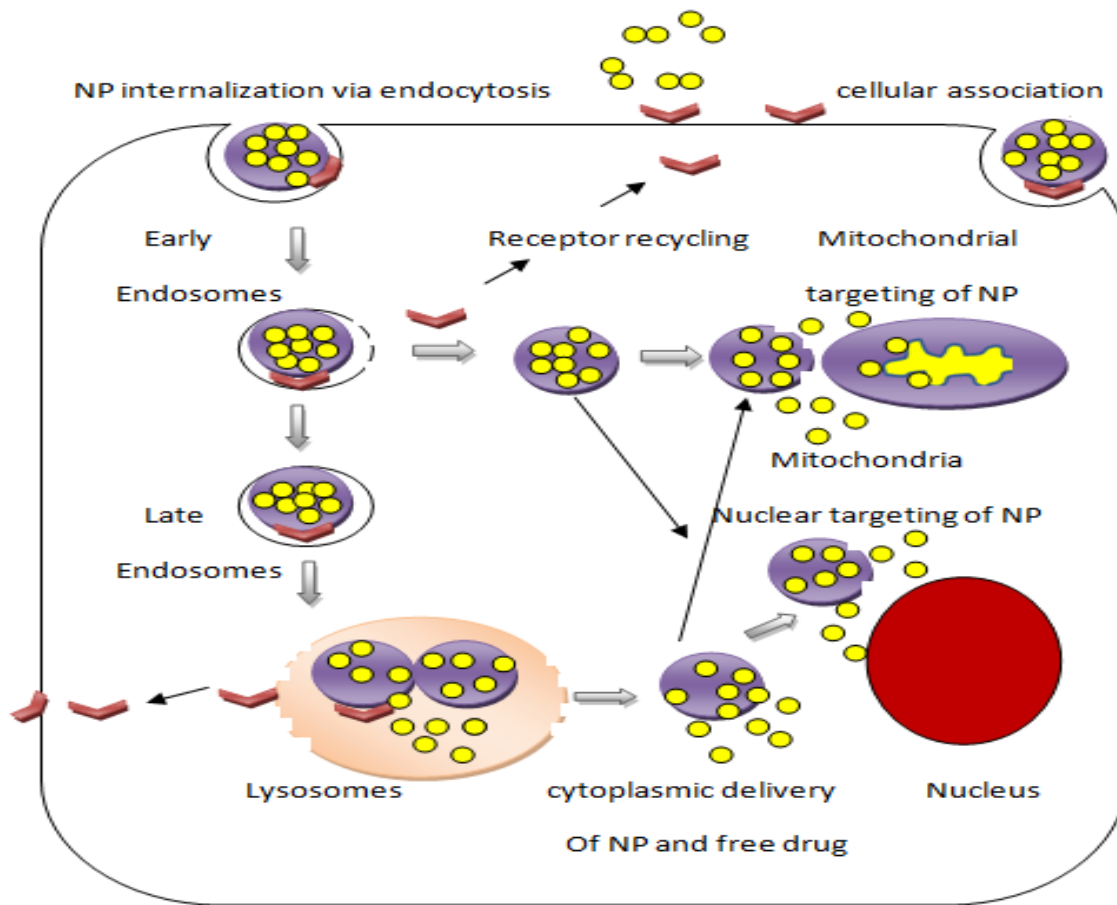 NP internalization via endocytosis
cellular association
Early
Endosomes
Receptor recycling
Mitochondrial
targeting of NP
Mitochondria
Late
Endosomes
Nuclear targeting of NP
Lysosomes
cytoplasmic delivery
Of NP and free drug
Nucleus